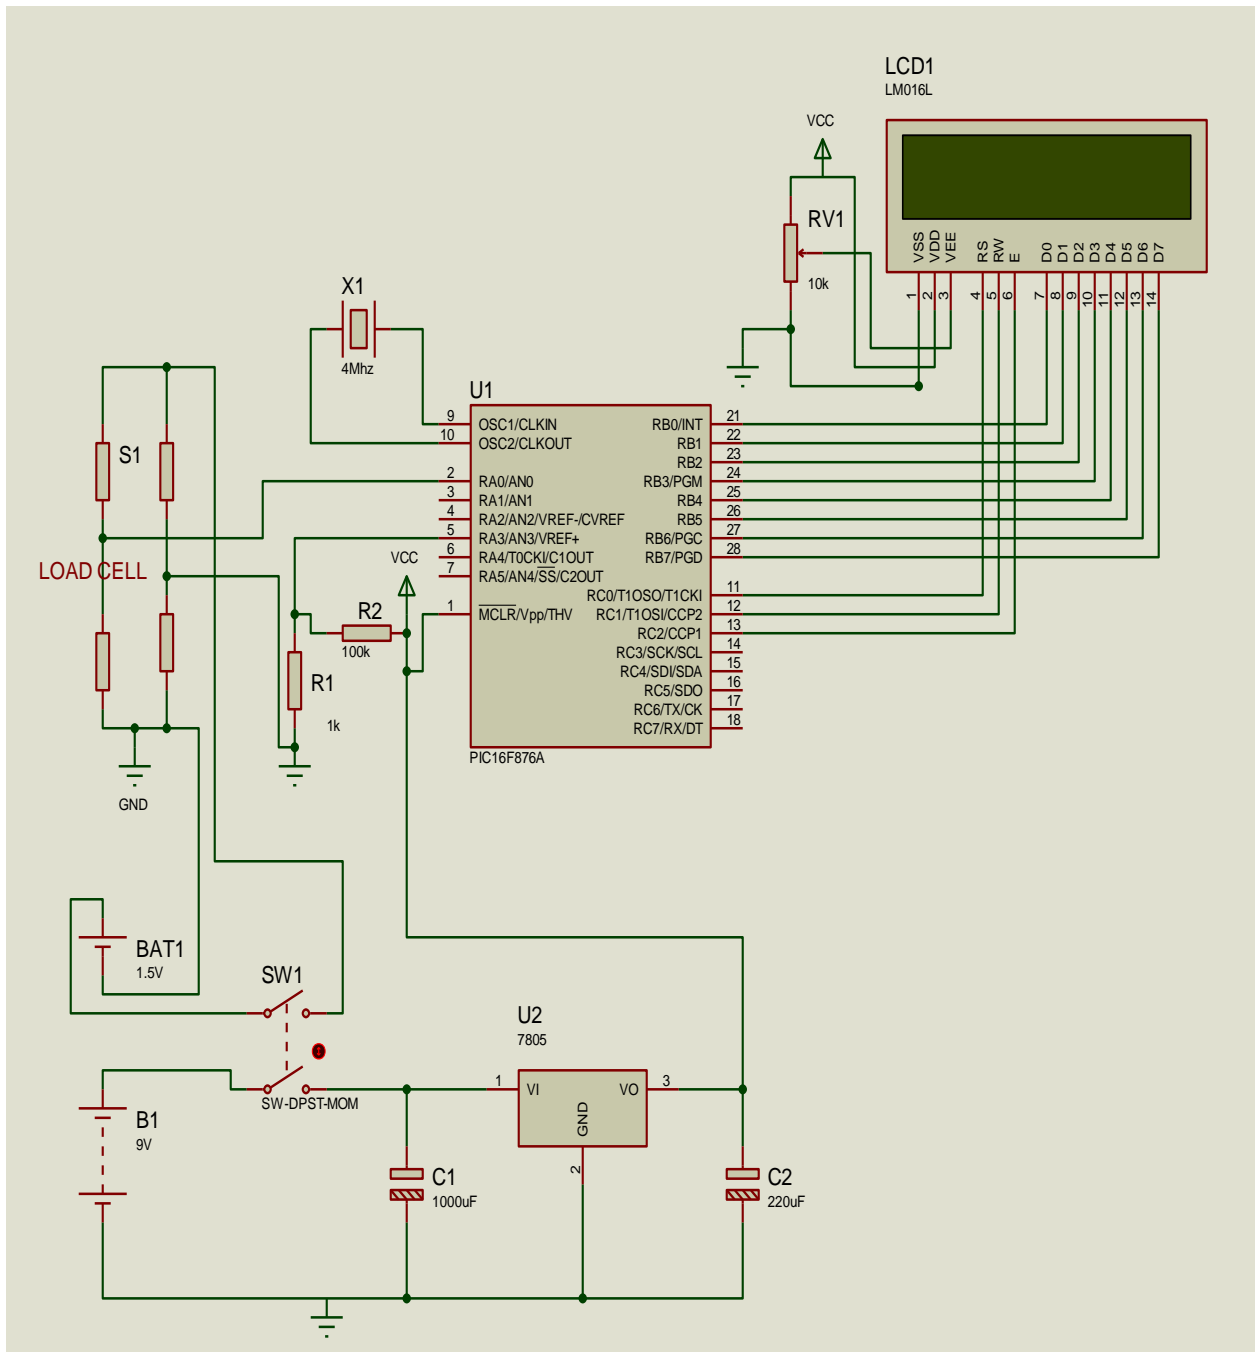 LCD1
LM016L
VCC
RV1
10k
VSS
VDD
VEE
RS
RW
E
D0
D1
D2
D3
D4
D5
D6
D7
1
2
3
4
5
6
7
8
9
10
11
12
13
14
X1
4Mhz
U1
9 OSC1/CLKIN
10 OSC2/CLKOUT
2 RA0/AN0
3 RA1/AN1
4 RA2/AN2/VREF-/CVREF
5 RA3/AN3/VREF+
6 RA4/T0CKI/C1OUT
7 RA5/AN4/SS/C2OUT
1 MCLR/Vpp/THV
RB0/INT 21
RB1 22
RB2 23
RB3/PGM 24
RB4 25
RB5 26
RB6/PGC 27
RB7/PGD 28
RC0/T1OSO/T1CKI 11
RC1/T1OSI/CCP2 12
RC2/CCP1 13
RC3/SCK/SCL 14
RC4/SDI/SDA 15
RC5/SDO 16
RC6/TX/CK 17
RC7/RX/DT 18
PIC16F876A
S1
LOAD CELL
VCC
R2
100k
R1
1k
GND
BAT1
1.5V
SW1
SW-DPST-MOM
U2
7805
1 VI
VO 3
GND
2
B1
9V
C1
1000uF
C2
220uF